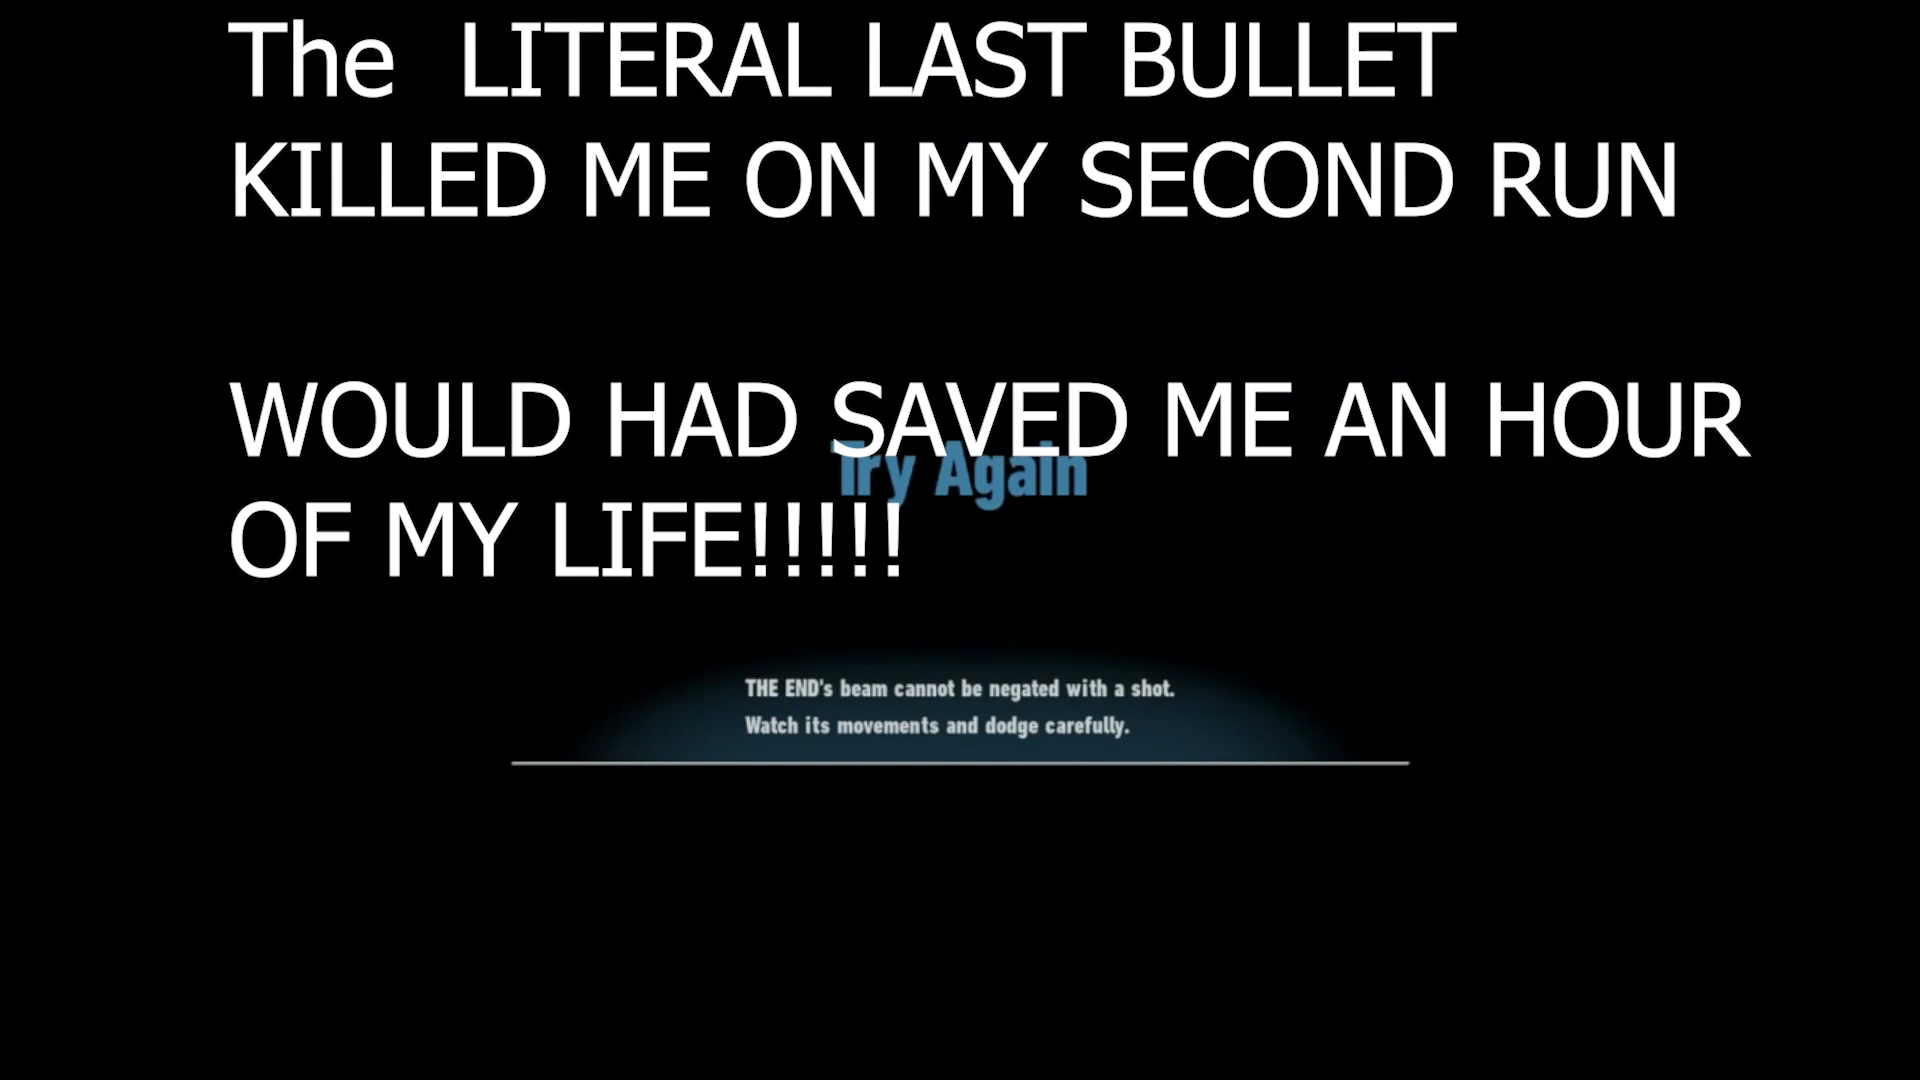 The LITERAL LAST BULLET
KILLED ME ON MY SECOND RUN
WOULD HAD SAVED ME AN HOUR
Try Again
OF MY LIFE!!!!!
THE END's beam cannot be negated with a shot.
Watch its movements and dodge carefully.